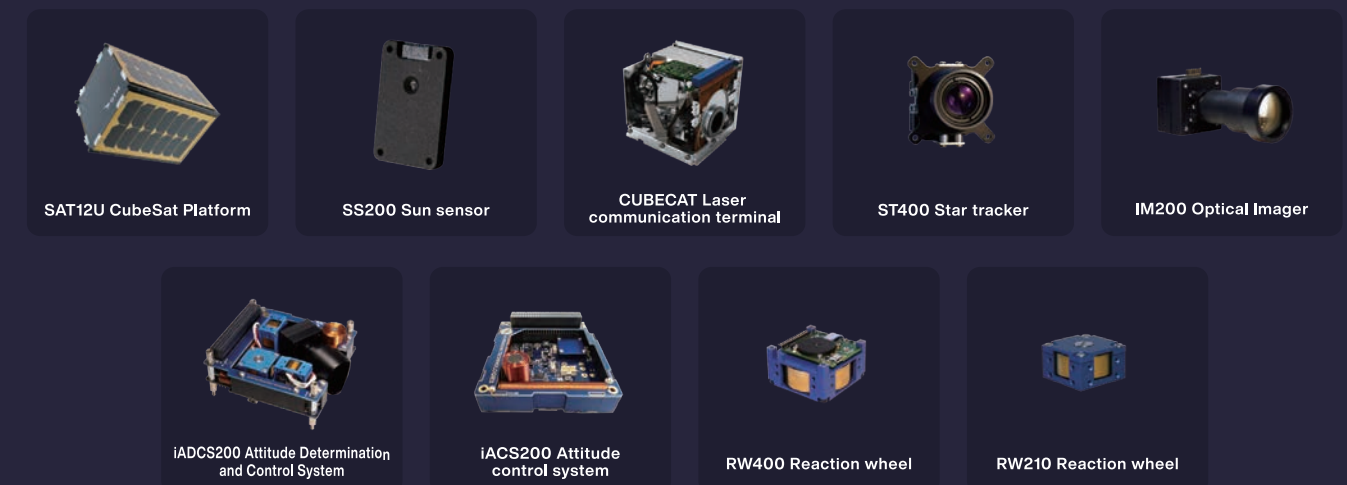 SAT12U CubeSat Platform
SS200 Sun sensor
CUBECAT Laser
communication terminal
ST400 Star tracker
IM200 Optical Imager
iADCS200 Attitude Determination
and Control System
iACS200 Attitude
control system
RW400 Reaction wheel
RW210 Reaction wheel